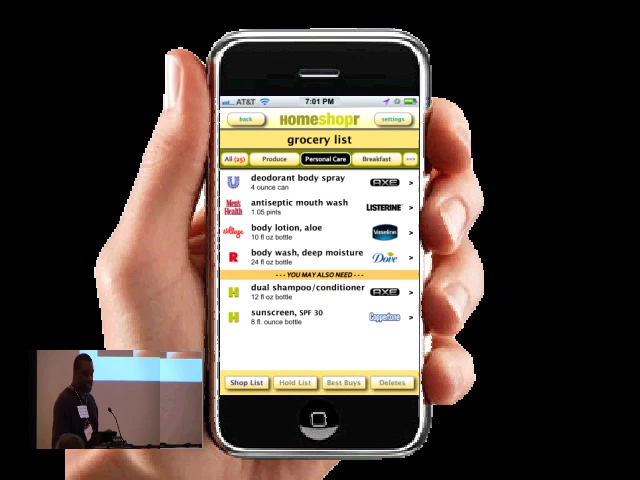 AT&T 7:01 PM
back Homeshopr settings
grocery list
All (25) Produce Personal Care Breakfast >>>
U deodorant body spray AXE >
4 ounce can
Men's Health antiseptic mouth wash LISTERINE >
1.05 pints
village body lotion, aloe Vaseline >
10 fl oz bottle
R body wash, deep moisture Dove >
24 fl oz bottle
- - - YOU MAY ALSO NEED - - -
H dual shampoo/conditioner AXE >
12 fl oz bottle
H sunscreen, SPF 30 Coppertone >
8 fl. ounce bottle
Shop List Hold List Best Buys Deletes